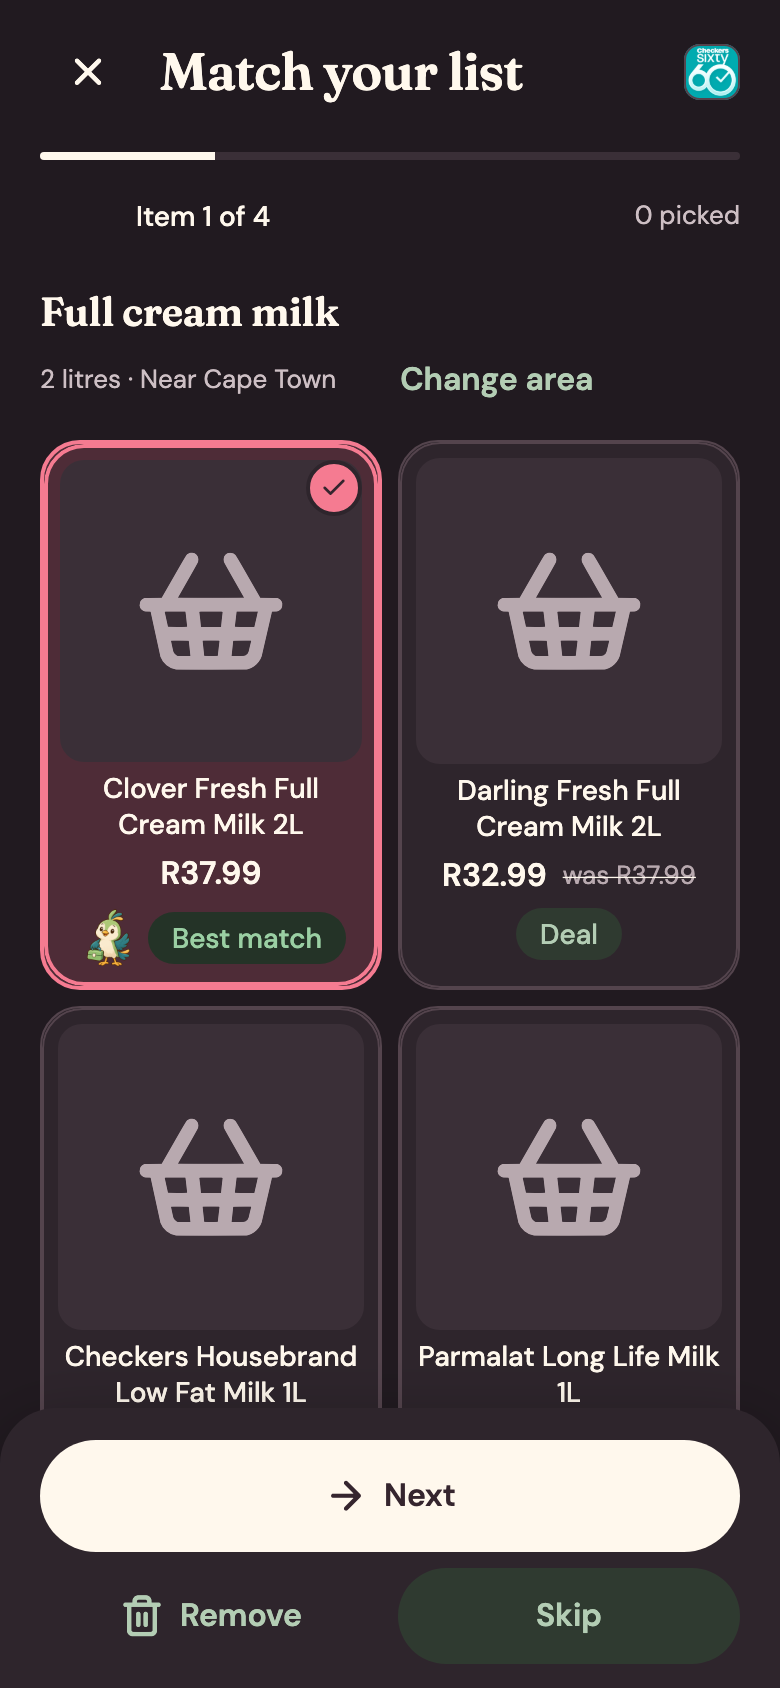 Match your list
Checkers
sixty
60
Item 1 of 4
0 picked
Full cream milk
2 litres · Near Cape Town
Change area
Clover Fresh Full
Cream Milk 2L
R37.99
Best match
Darling Fresh Full
Cream Milk 2L
R32.99 was R37.99
Deal
Checkers Housebrand
Low Fat Milk 1L
Parmalat Long Life Milk
1L
Next
Remove
Skip